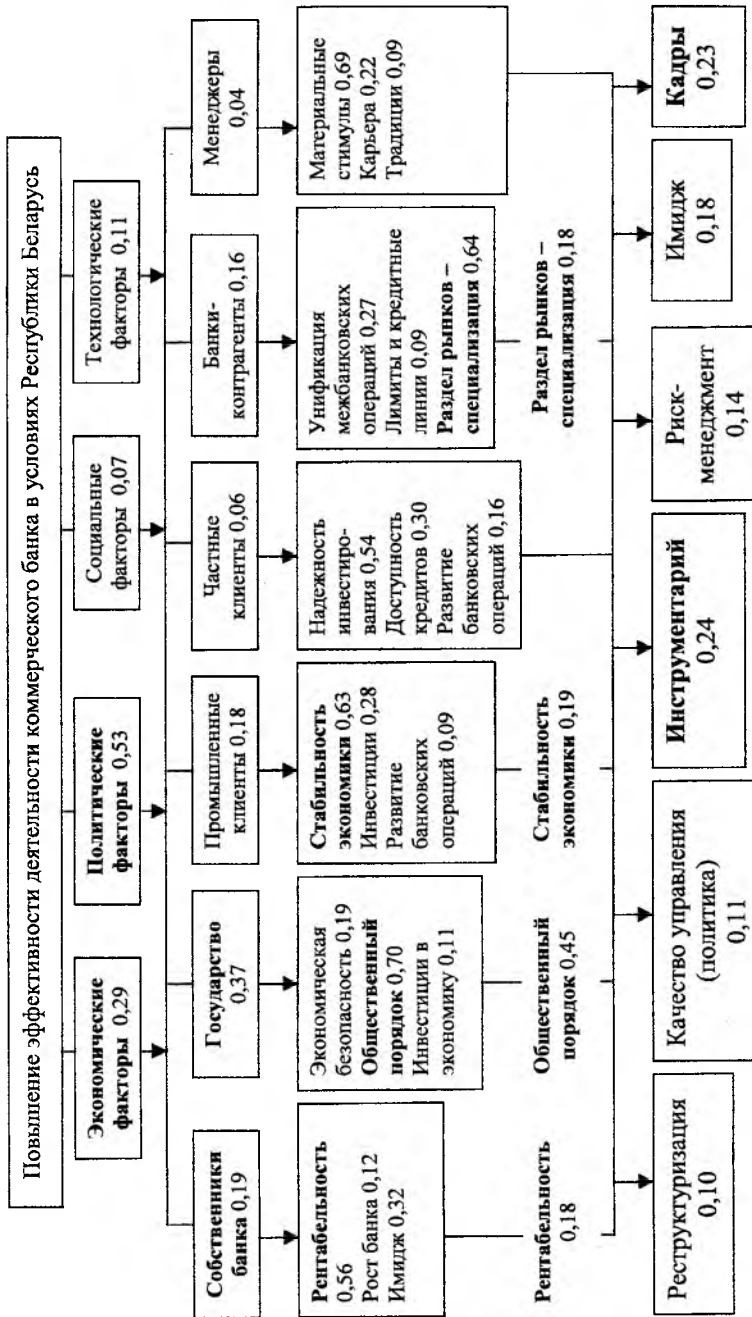 Повышение эффективности деятельности коммерческого банка в условиях Республики Беларусь
Экономические
факторы 0,29
Политические
факторы 0,53
Социальные
факторы 0,07
Технологические
факторы 0,11
Собственники
банка 0,19
Государство
0,37
Промышленные
клиенты 0,18
Частные
клиенты 0,06
Банки-
контрагенты 0,16
Менеджеры
0,04
Рентабельность
0,56
Рост банка 0,12
Имидж 0,32
Экономическая
безопасность 0,19
Общественный
порядок 0,70
Инвестиции в
экономику 0,11
Стабильность
экономики 0,63
Инвестиции 0,28
Развитие
банковских
операций 0,09
Надежность
инвестиро-
вания 0,54
Доступность
кредитов 0,30
Развитие
банковских
операций 0,16
Унификация
межбанковских
операций 0,27
Лимиты и кредитные
линии 0,09
Раздел рынков –
специализация 0,64
Материальные
стимулы 0,69
Карьера 0,22
Традиции 0,09
Рентабельность
0,18
Общественный
порядок 0,45
Стабильность
экономики 0,19
Раздел рынков –
специализация 0,18
Реструктуризация
0,10
Качество управления
(политика)
0,11
Инструментарий
0,24
Риск-
менеджмент
0,14
Имидж
0,18
Кадры
0,23